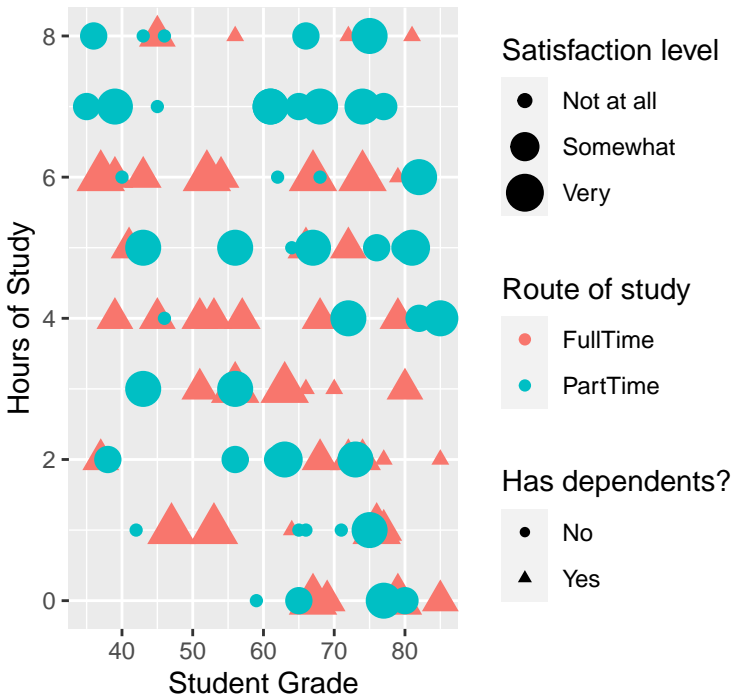 8
6
4
2
0
Hours of Study
40 50 60 70 80
Student Grade
Satisfaction level
Not at all
Somewhat
Very
Route of study
FullTime
PartTime
Has dependents?
No
Yes